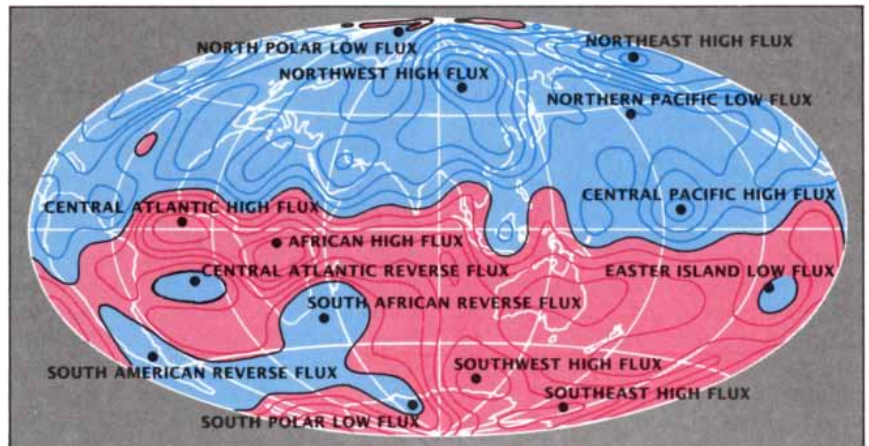 NORTH POLAR LOW FLUX
NORTHEAST HIGH FLUX
NORTHWEST HIGH FLUX
NORTHERN PACIFIC LOW FLUX
CENTRAL ATLANTIC HIGH FLUX
CENTRAL PACIFIC HIGH FLUX
AFRICAN HIGH FLUX
CENTRAL ATLANTIC REVERSE FLUX
EASTER ISLAND LOW FLUX
SOUTH AFRICAN REVERSE FLUX
SOUTH AMERICAN REVERSE FLUX
SOUTHWEST HIGH FLUX
SOUTHEAST HIGH FLUX
SOUTH POLAR LOW FLUX